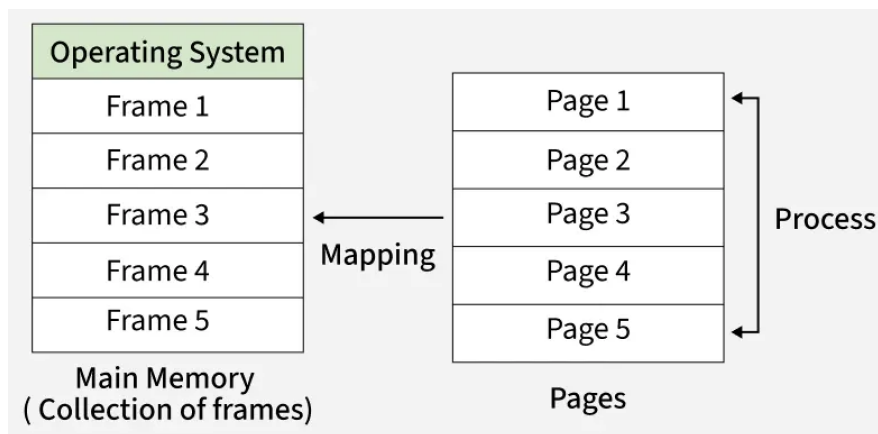 Operating System
Frame 1
Frame 2
Frame 3
Frame 4
Frame 5
Main Memory
( Collection of frames)
Mapping
Page 1
Page 2
Page 3
Page 4
Page 5
Pages
Process